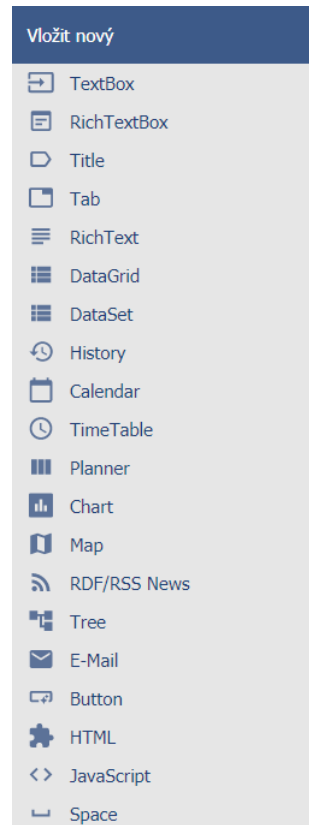 Vložit nový
TextBox
RichTextBox
Title
Tab
RichText
DataGrid
DataSet
History
Calendar
TimeTable
Planner
Chart
Map
RDF/RSS News
Tree
E-Mail
Button
HTML
JavaScript
Space